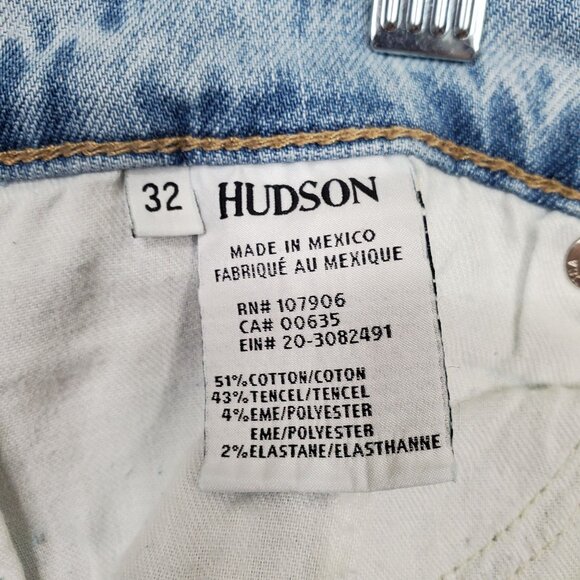 32
HUDSON
MADE IN MEXICO
FABRIQUÉ AU MEXIQUE
RN# 107906
CA# 00635
EIN# 20-3082491
51% COTTON/COTON
43% TENCEL/TENCEL
4% EME/POLYESTER
EME/POLYESTER
2% ELASTANE/ELASTHANNE